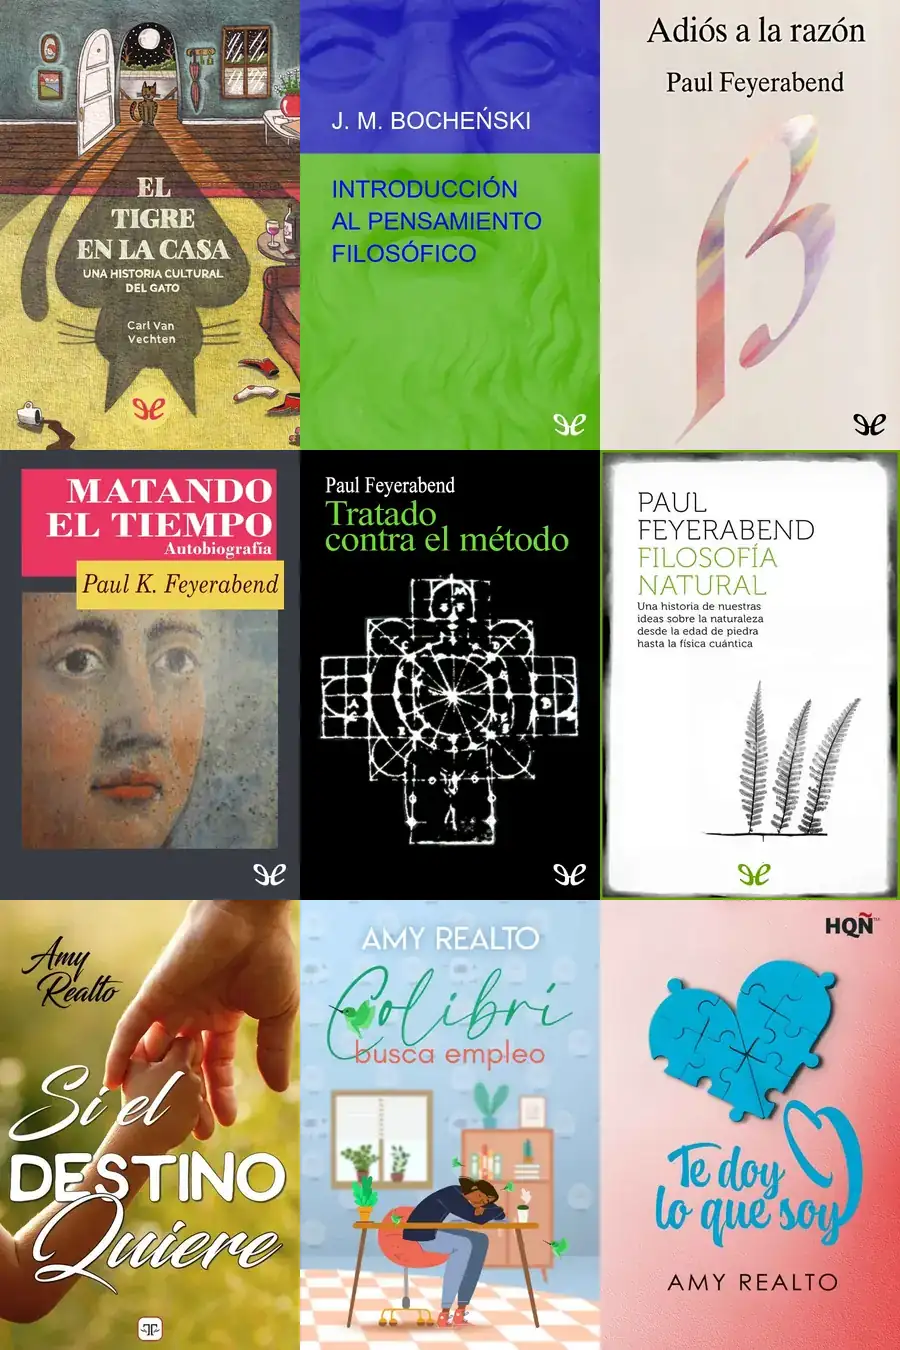 EL
TIGRE
EN LA CASA
UNA HISTORIA CULTURAL
DEL GATO
Carl Van
Vechten
J. M. BOCHEŃSKI
INTRODUCCIÓN
AL PENSAMIENTO
FILOSÓFICO
Adiós a la razón
Paul Feyerabend
MATANDO
EL TIEMPO
Autobiografía
Paul K. Feyerabend
Paul Feyerabend
Tratado
contra el método
PAUL
FEYERABEND
FILOSOFÍA
NATURAL
Una historia de nuestras
ideas sobre la naturaleza
desde la edad de piedra
hasta la física cuántica
Amy
Realto
Si el
DESTINO
Quiere
AMY REALTO
Colibrí
busca empleo
HQÑ™
Te doy
lo que soy
AMY REALTO